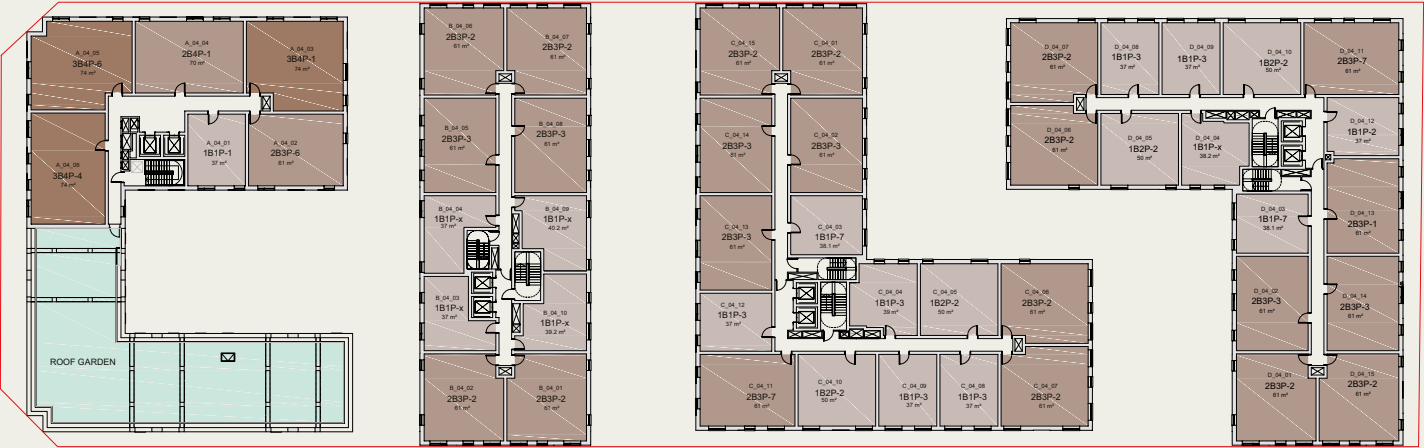 A_04_05
3B4P-6
74 m²
A_04_04
2B4P-1
70 m²
A_04_03
3B4P-1
74 m²
A_04_06
3B4P-4
74 m²
A_04_01
1B1P-1
37 m²
A_04_02
2B3P-6
61 m²
ROOF GARDEN
B_04_06
2B3P-2
61 m²
B_04_07
2B3P-2
61 m²
B_04_05
2B3P-3
61 m²
B_04_08
2B3P-3
61 m²
B_04_04
1B1P-x
37 m²
B_04_09
1B1P-x
40.2 m²
B_04_03
1B1P-x
37 m²
B_04_10
1B1P-x
39.2 m²
B_04_02
2B3P-2
61 m²
B_04_01
2B3P-2
61 m²
C_04_15
2B3P-2
61 m²
C_04_01
2B3P-2
61 m²
C_04_14
2B3P-3
61 m²
C_04_02
2B3P-3
61 m²
C_04_13
2B3P-3
61 m²
C_04_03
1B1P-7
38.1 m²
C_04_12
1B1P-3
37 m²
C_04_04
1B1P-3
39 m²
C_04_05
1B2P-2
50 m²
C_04_06
2B3P-2
61 m²
C_04_11
2B3P-7
61 m²
C_04_10
1B2P-2
50 m²
C_04_09
1B1P-3
37 m²
C_04_08
1B1P-3
37 m²
C_04_07
2B3P-2
61 m²
D_04_07
2B3P-2
61 m²
D_04_08
1B1P-3
37 m²
D_04_09
1B1P-3
37 m²
D_04_10
1B2P-2
50 m²
D_04_11
2B3P-7
61 m²
D_04_06
2B3P-2
61 m²
D_04_05
1B2P-2
50 m²
D_04_04
1B1P-x
38.2 m²
D_04_12
1B1P-2
37 m²
D_04_03
1B1P-7
38.1 m²
D_04_13
2B3P-1
61 m²
D_04_02
2B3P-3
61 m²
D_04_14
2B3P-3
61 m²
D_04_01
2B3P-2
61 m²
D_04_15
2B3P-2
61 m²